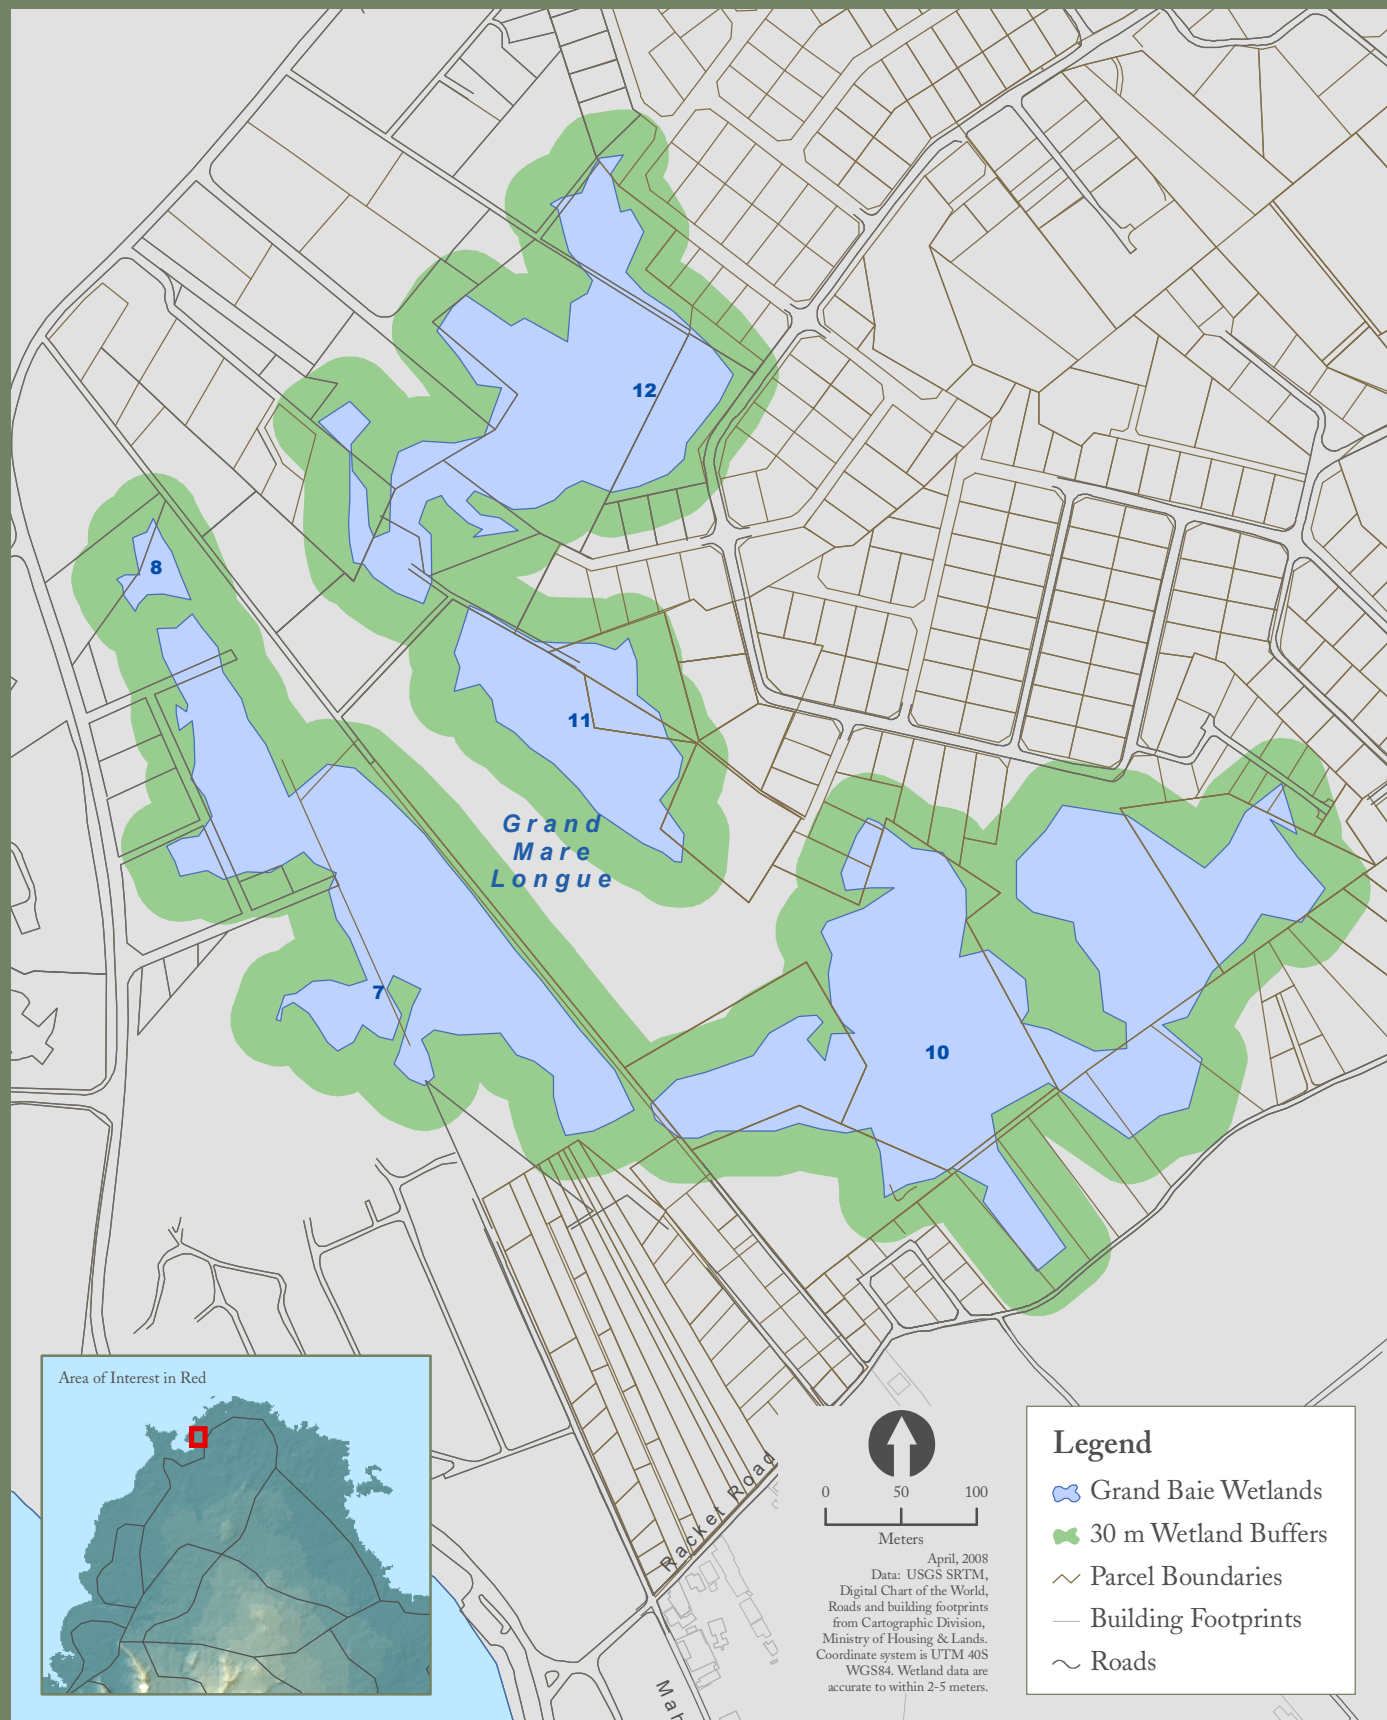 12
8
11
Grand
Mare
Longue
7
10
Area of Interest in Red
Racket Road
0 50 100
Meters
April, 2008
Data: USGS SRTM,
Digital Chart of the World,
Roads and building footprints
from Cartographic Division,
Ministry of Housing & Lands.
Coordinate system is UTM 40S
WGS84. Wetland data are
accurate to within 2-5 meters.
Legend
Grand Baie Wetlands
30 m Wetland Buffers
Parcel Boundaries
Building Footprints
Roads